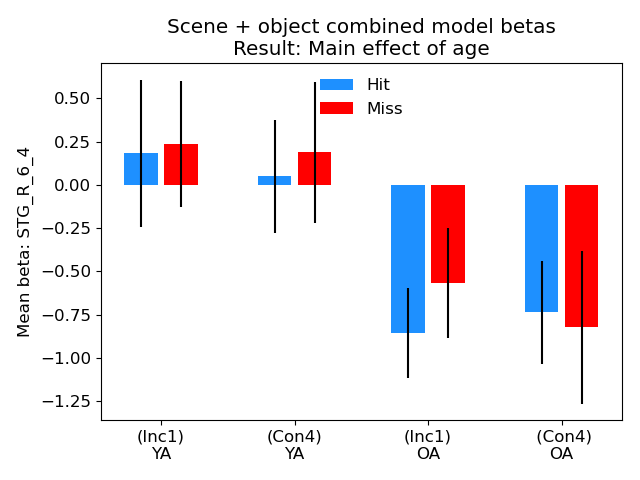 Scene + object combined model betas
Result: Main effect of age
Hit
Miss
0.50
0.25
0.00
−0.25
−0.50
−0.75
−1.00
−1.25
Mean beta: STG_R_6_4
(Inc1) (Con4) (Inc1) (Con4)
YA YA OA OA